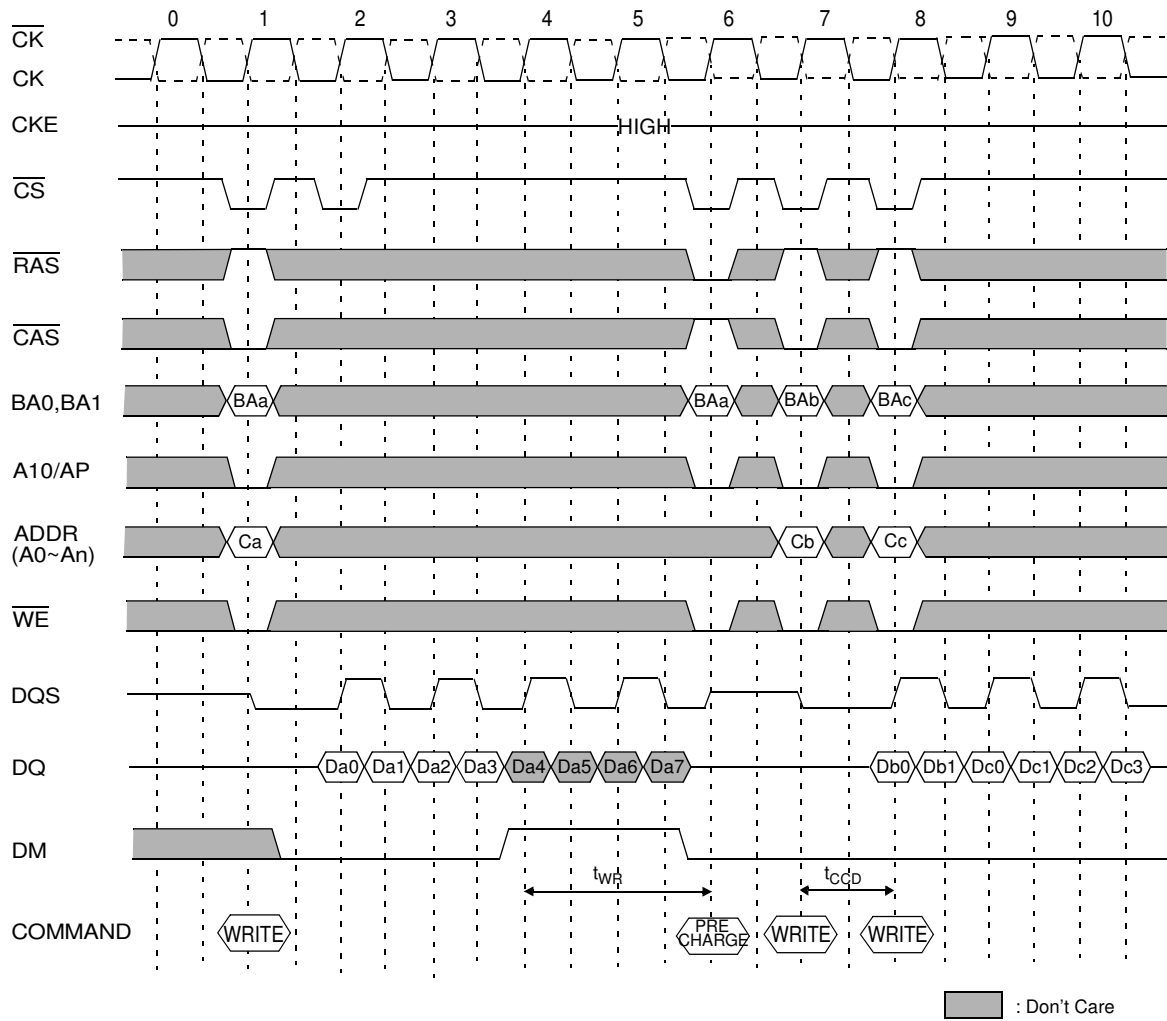 0 1 2 3 4 5 6 7 8 9 10
CK
CK
CKE HIGH
CS
RAS
CAS
BA0,BA1 BAa BAa BAb BAc
A10/AP
ADDR
(A0~An) Ca Cb Cc
WE
DQS
DQ Da0 Da1 Da2 Da3 Da4 Da5 Da6 Da7 Db0 Db1 Dc0 Dc1 Dc2 Dc3
DM
tWR tCCD
COMMAND WRITE PRE CHARGE WRITE WRITE
: Don't Care